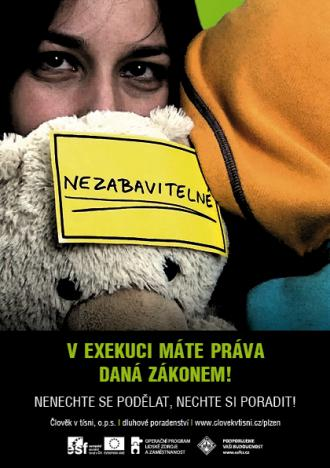 NEZABAVITELNÉ
V EXEKUCI MÁTE PRÁVA
DANÁ ZÁKONEM!
NENECHTE SE PODĚLAT, NECHTE SI PORADIT!
Člověk v tísni, o.p.s. | dluhové poradenství | www.clovekvtisni.cz/plzen
OPERAČNÍ PROGRAM
LIDSKÉ ZDROJE
A ZAMĚSTNANOST
PODPORUJEME
VAŠI BUDOUCNOST
www.esfcr.cz